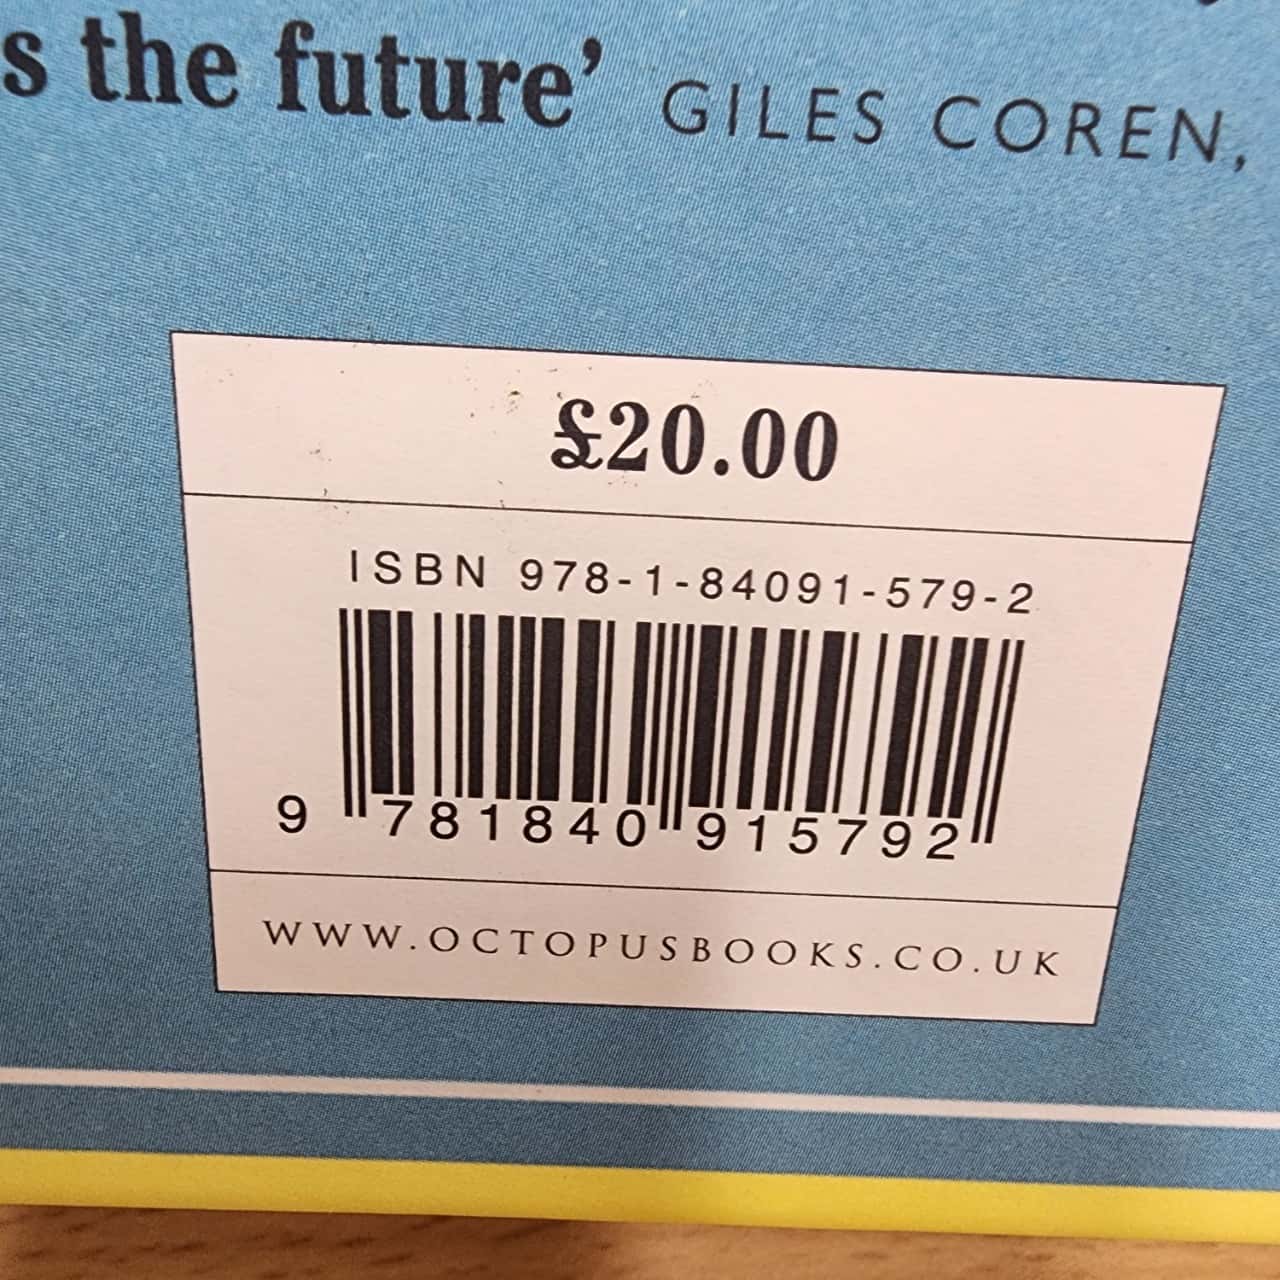 s the future’ GILES COREN,
£20.00
ISBN 978-1-84091-579-2
9 781840 915792
WWW.OCTOPUSBOOKS.CO.UK